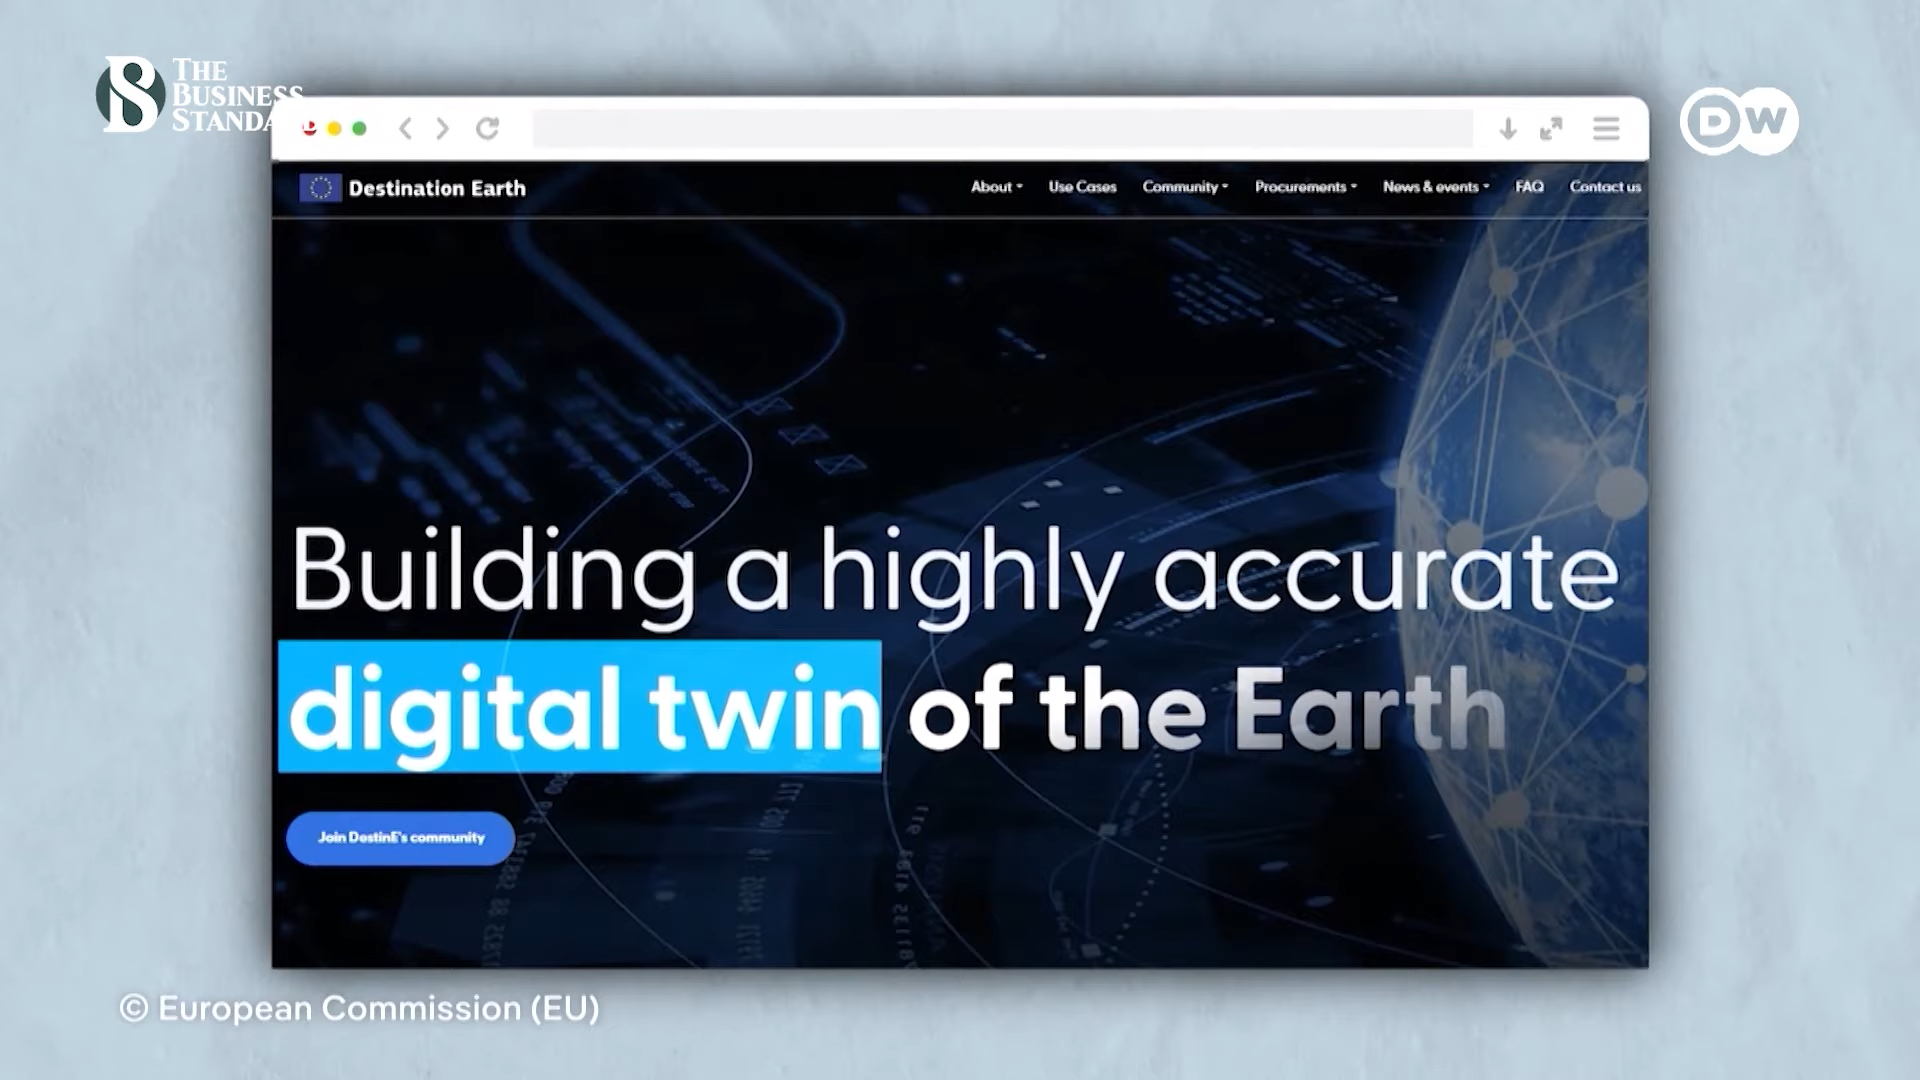 THE
BUSINESS
STANDA
DW
Destination Earth
About
Use Cases
Community
Procurements
News & events
FAQ
Contact us
Building a highly accurate
digital twin of the Earth
Join DestinE's community
© European Commission (EU)